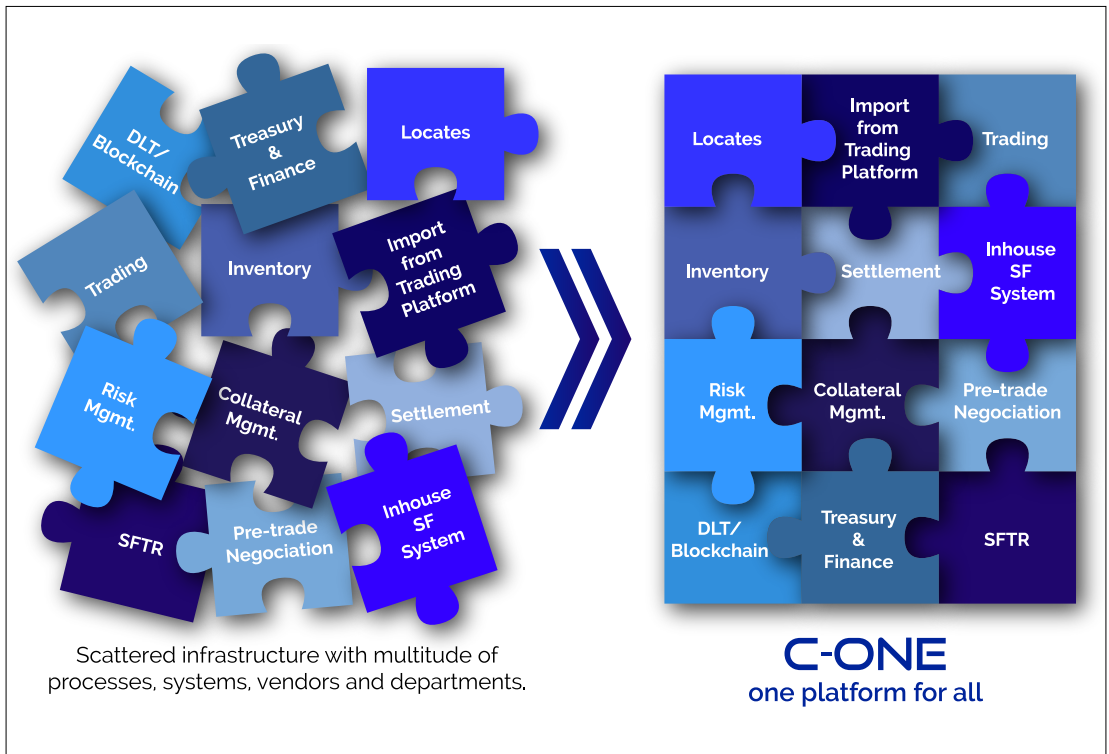 DLT/
Blockchain
Treasury
&
Finance
Locates
Trading
Inventory
Import
from
Trading
Platform
Risk
Mgmt.
Collateral
Mgmt.
Settlement
SFTR
Pre-trade
Negociation
Inhouse
SF
System
Scattered infrastructure with multitude of
processes, systems, vendors and departments.
Locates
Import
from
Trading
Platform
Trading
Inventory
Settlement
Inhouse
SF
System
Risk
Mgmt.
Collateral
Mgmt.
Pre-trade
Negociation
DLT/
Blockchain
Treasury
&
Finance
SFTR
C-ONE
one platform for all